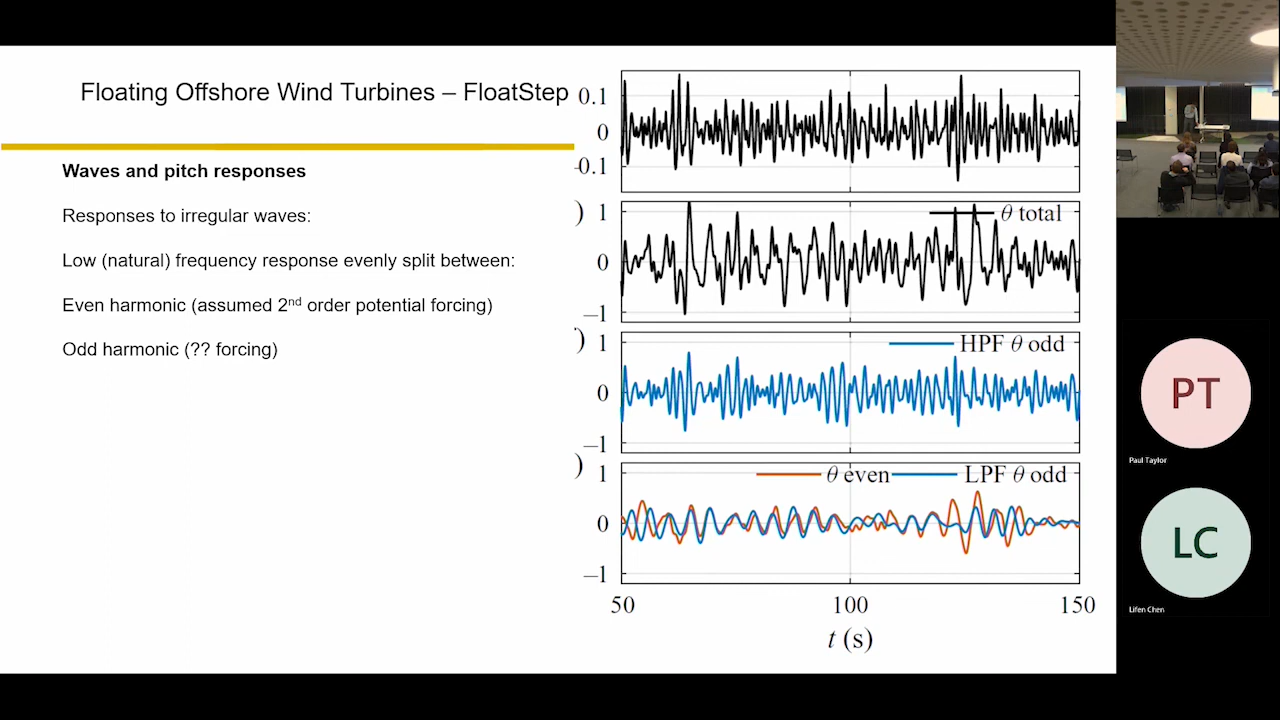 Floating Offshore Wind Turbines – FloatStep
Waves and pitch responses
Responses to irregular waves:
Low (natural) frequency response evenly split between:
Even harmonic (assumed 2nd order potential forcing)
Odd harmonic (?? forcing)
0.1
0
-0.1
)
1
θ total
0
−1
)
1
HPF θ odd
0
−1
)
1
θ even
LPF θ odd
0
−1
50
100
150
t (s)
PT
Paul Taylor
LC
Lifen Chen